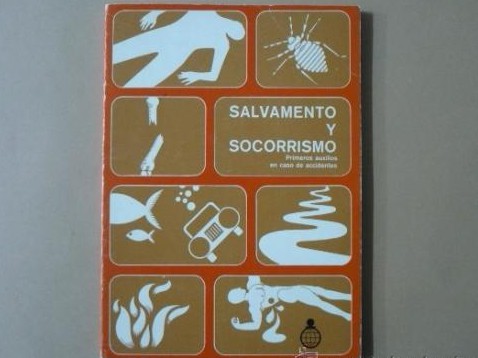 SALVAMENTO
Y
SOCORRISMO
Primeros auxilios
en caso de accidentes